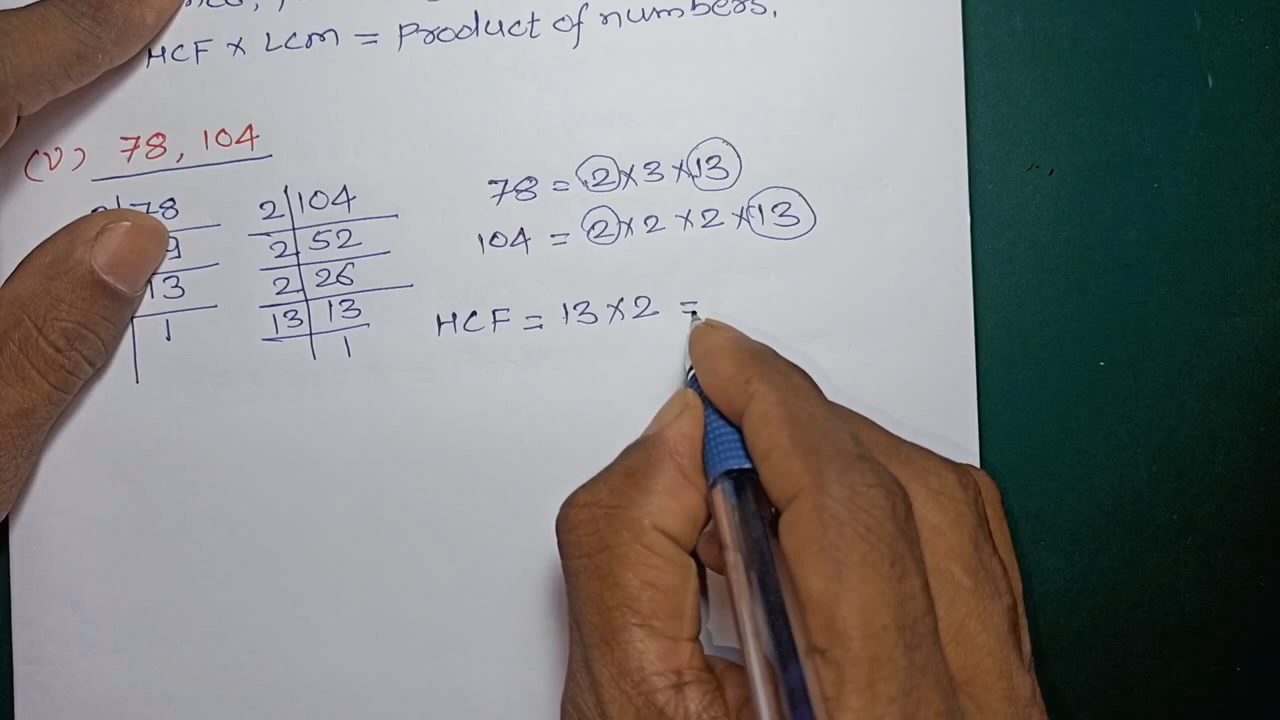 HCF × LCM = Product of numbers.
(V) 78, 104
78
13
1
2 104
2 52
2 26
13 13
1
78 = 2 × 3 × 13
104 = 2 × 2 × 2 × 13
HCF = 13 × 2 =